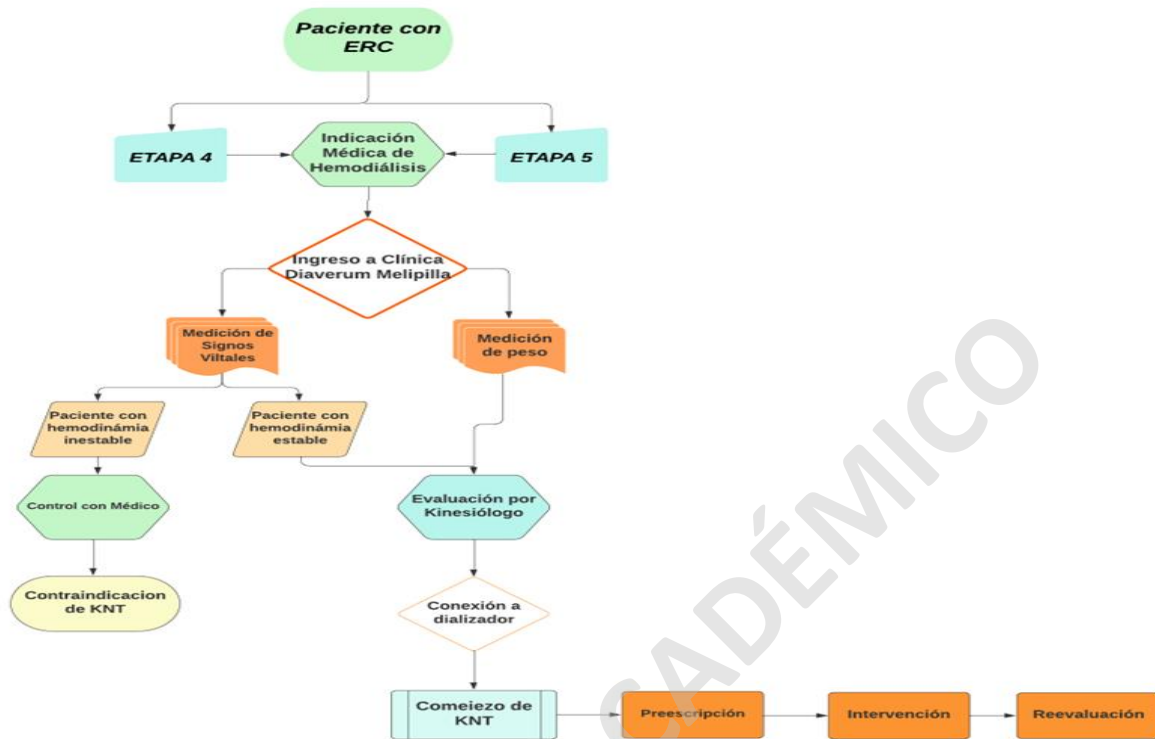 Paciente con
ERC
ETAPA 4
Indicación
Médica de
Hemodiálisis
ETAPA 5
Ingreso a Clínica
Diaverum Melipilla
Medición de
Signos
Viltales
Medición
de peso
Paciente con
hemodinámia
inestable
Paciente con
hemodinámia
estable
Control con Médico
Evaluación por
Kinesiólogo
Contraindicacion
de KNT
Conexión a
dializador
Comeiezo de
KNT
Preescripción
Intervención
Reevaluación
CADÉMICO